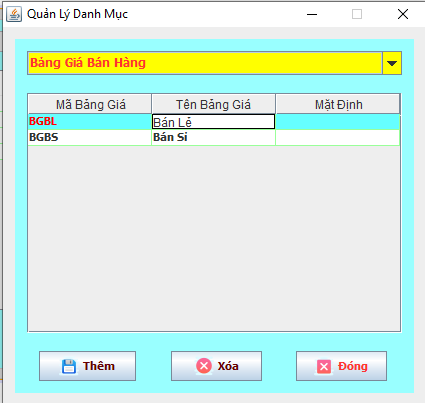 Quản Lý Danh Mục
Bảng Giá Bán Hàng
Mã Bảng Giá Tên Bảng Giá Mặt Định
BGBL Bán Lẻ
BGBS Bán Sỉ
Thêm Xóa Đóng